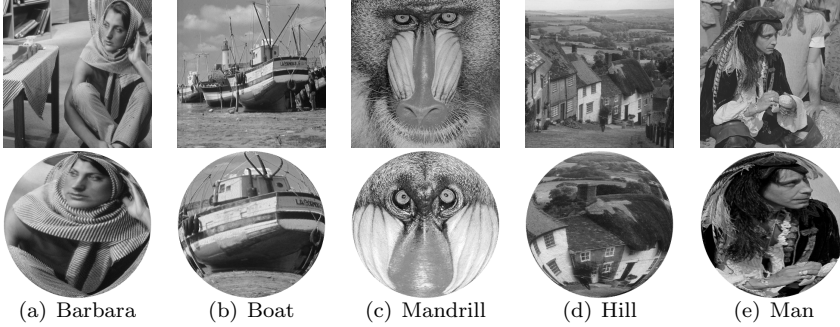 (a) Barbara
(b) Boat
(c) Mandrill
(d) Hill
(e) Man